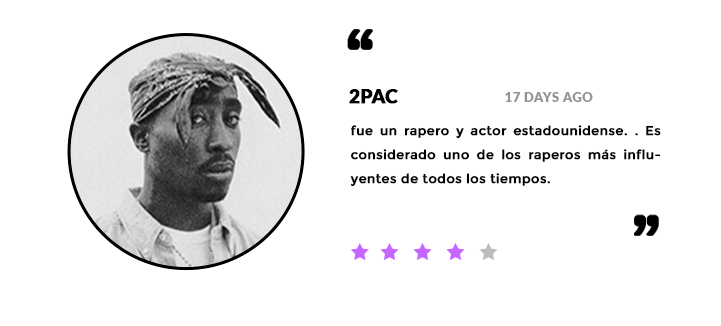 “
2PAC 17 DAYS AGO
fue un rapero y actor estadounidense. . Es
considerado uno de los raperos más influ-
yentes de todos los tiempos.
”